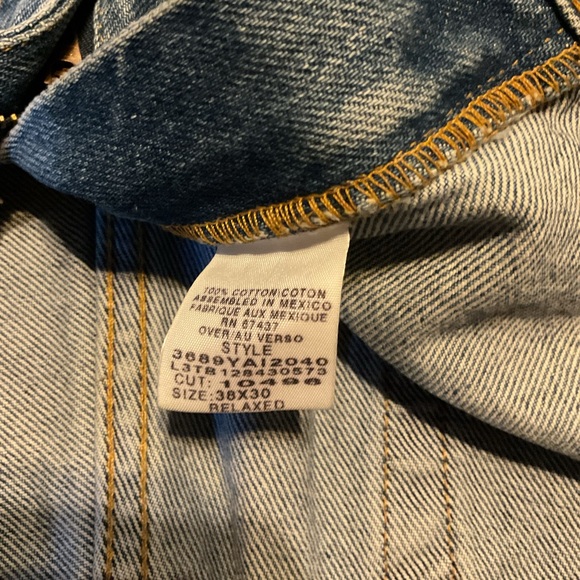 100% COTTON/COTON
ASSEMBLED IN MEXICO
FABRIQUE AUX MEXIQUE
RN 67437
OVER/AU VERSO
STYLE
3689YAI2040
L3TB128430573
CUT: 10496
SIZE: 38X30
RELAXED